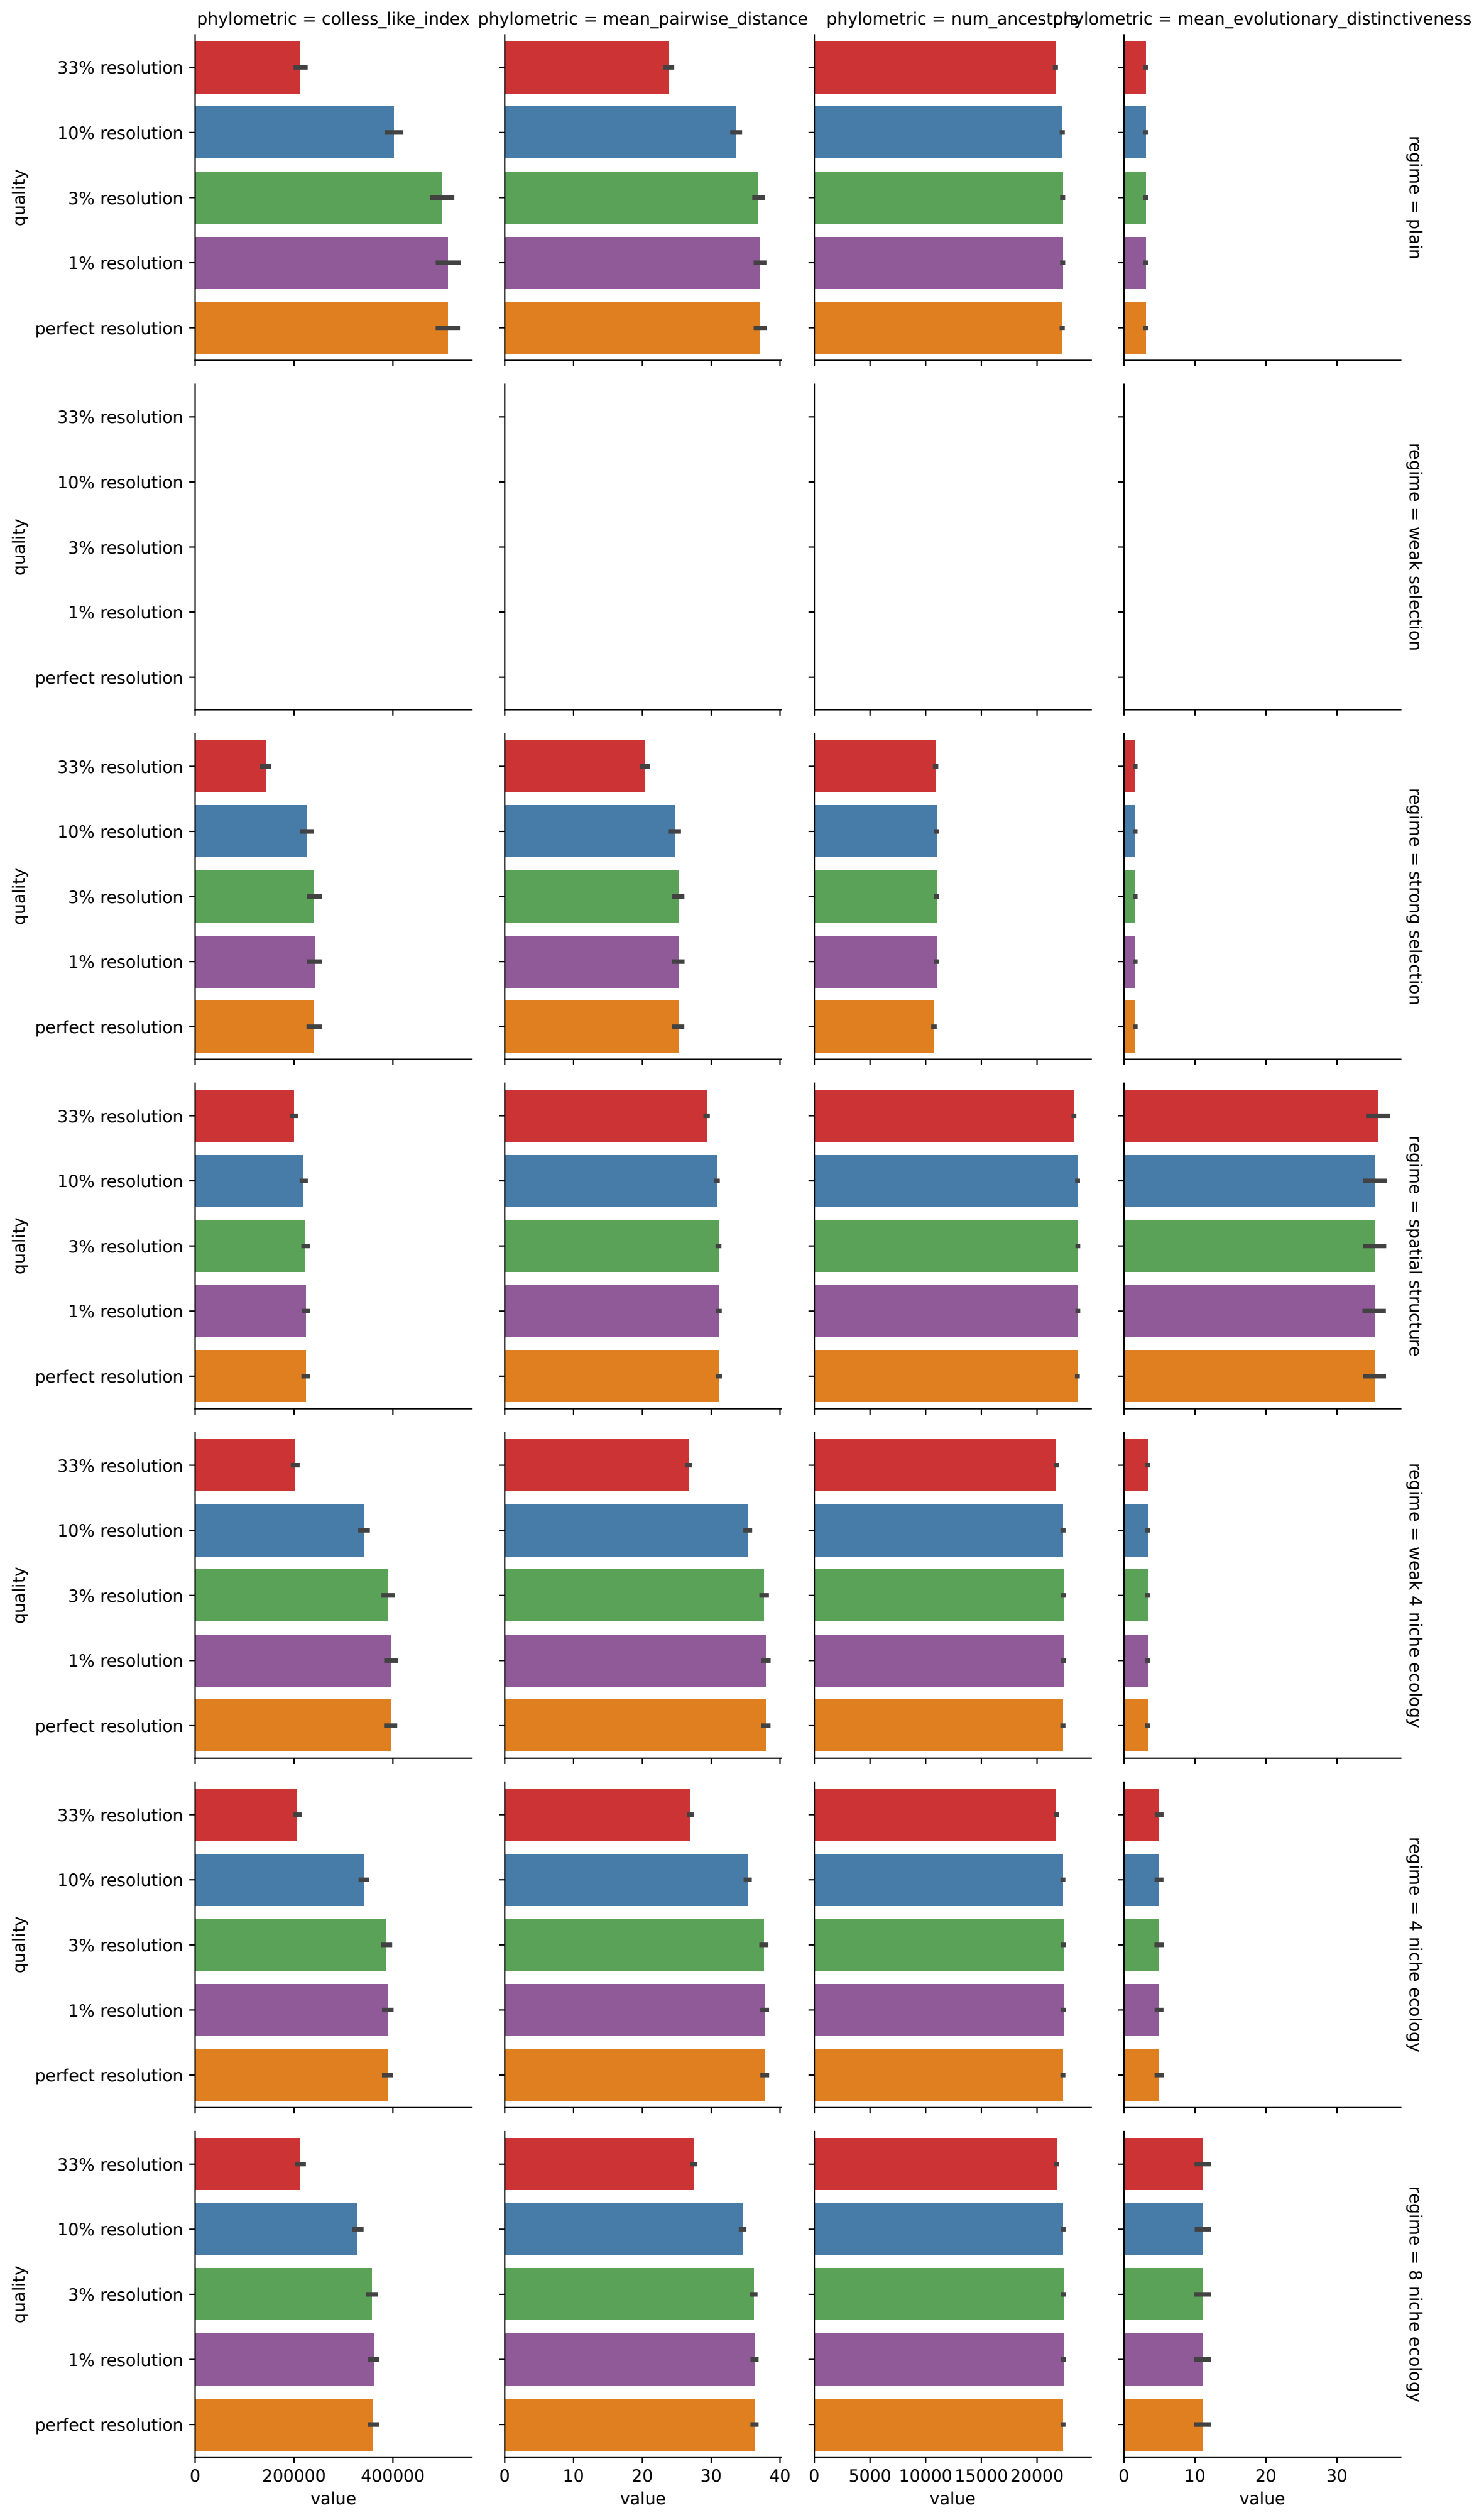 phylometric = colless_like_index
phylometric = mean_pairwise_distance
phylometric = num_ancestors
phylometric = mean_evolutionary_distinctiveness
quality
33% resolution
10% resolution
3% resolution
1% resolution
perfect resolution
regime = plain
quality
33% resolution
10% resolution
3% resolution
1% resolution
perfect resolution
regime = weak selection
quality
33% resolution
10% resolution
3% resolution
1% resolution
perfect resolution
regime = strong selection
quality
33% resolution
10% resolution
3% resolution
1% resolution
perfect resolution
regime = spatial structure
quality
33% resolution
10% resolution
3% resolution
1% resolution
perfect resolution
regime = weak 4 niche ecology
quality
33% resolution
10% resolution
3% resolution
1% resolution
perfect resolution
regime = 4 niche ecology
quality
33% resolution
10% resolution
3% resolution
1% resolution
perfect resolution
regime = 8 niche ecology
0 200000 400000
0 10 20 30 40
0 5000 10000 15000 20000
0 10 20 30
value
value
value
value